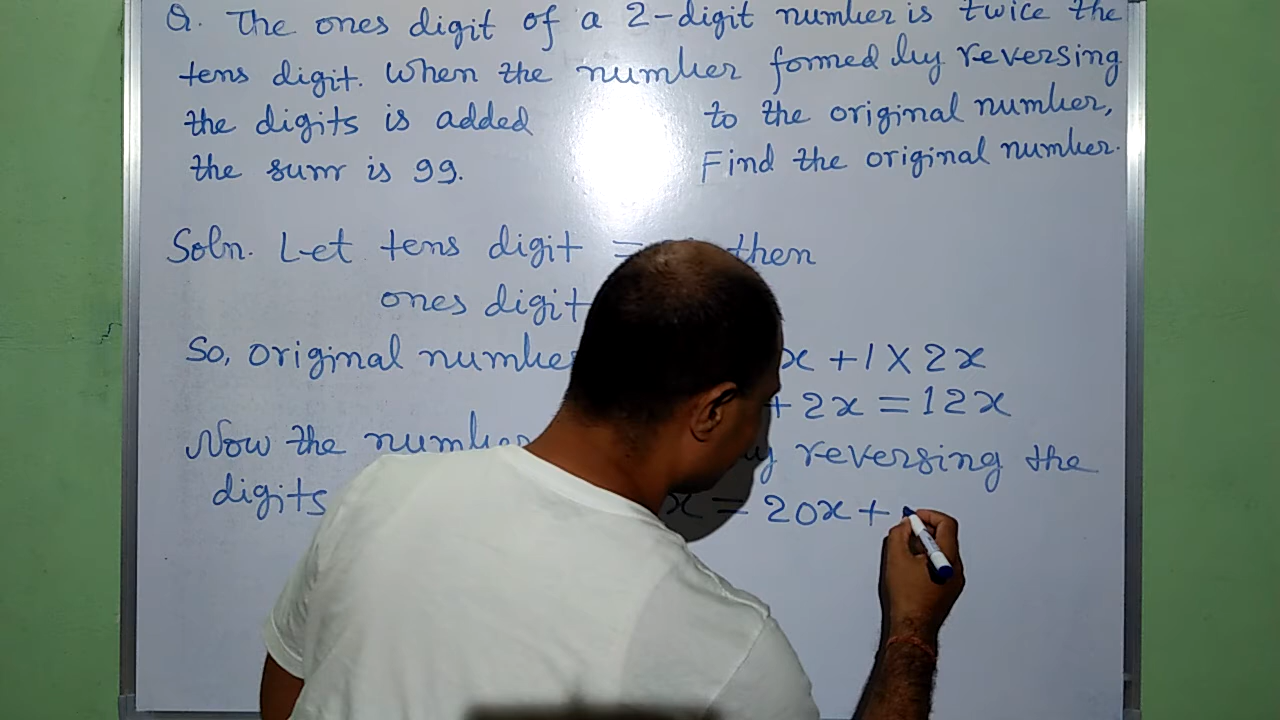 Q. The ones digit of a 2-digit number is twice the
tens digit. When the number formed by reversing
the digits is added to the original number,
the sum is 99. Find the original number.
Soln. Let tens digit = then
ones digit
So, original x + 1 X 2x
+ 2x = 12x
Now the reversing the
digits x = 20x +